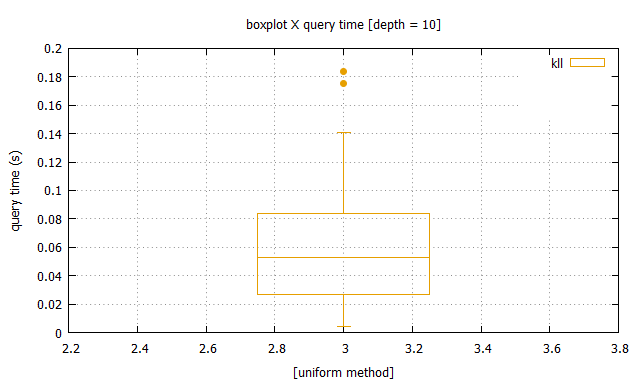 boxplot X query time [depth = 10]
kll
0.2
0.18
0.16
0.14
0.12
0.1
0.08
0.06
0.04
0.02
0
query time (s)
2.2 2.4 2.6 2.8 3 3.2 3.4 3.6 3.8
[uniform method]